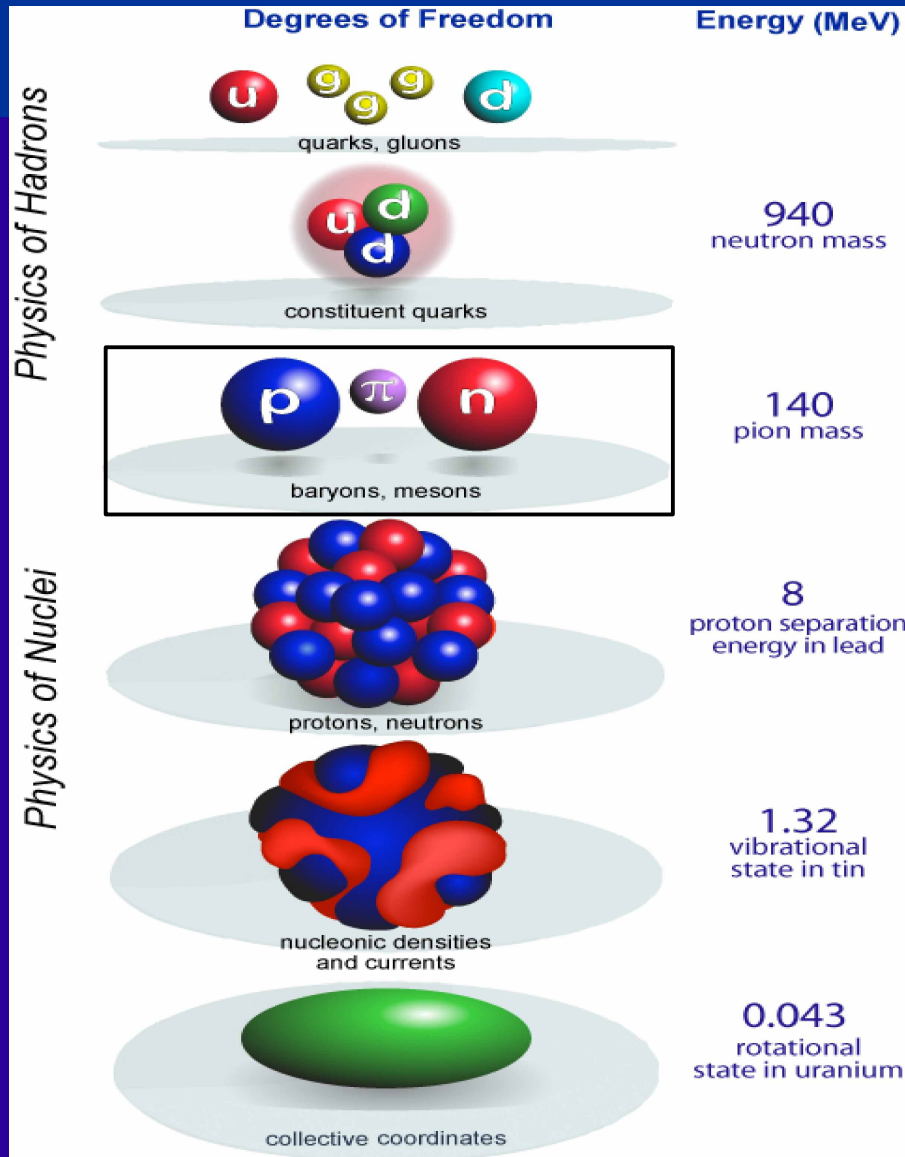 Degrees of Freedom
Energy (MeV)
Physics of Hadrons
u g g g d
quarks, gluons
u d d
constituent quarks
940
neutron mass
p π n
baryons, mesons
140
pion mass
Physics of Nuclei
protons, neutrons
8
proton separation
energy in lead
nucleonic densities
and currents
1.32
vibrational
state in tin
collective coordinates
0.043
rotational
state in uranium